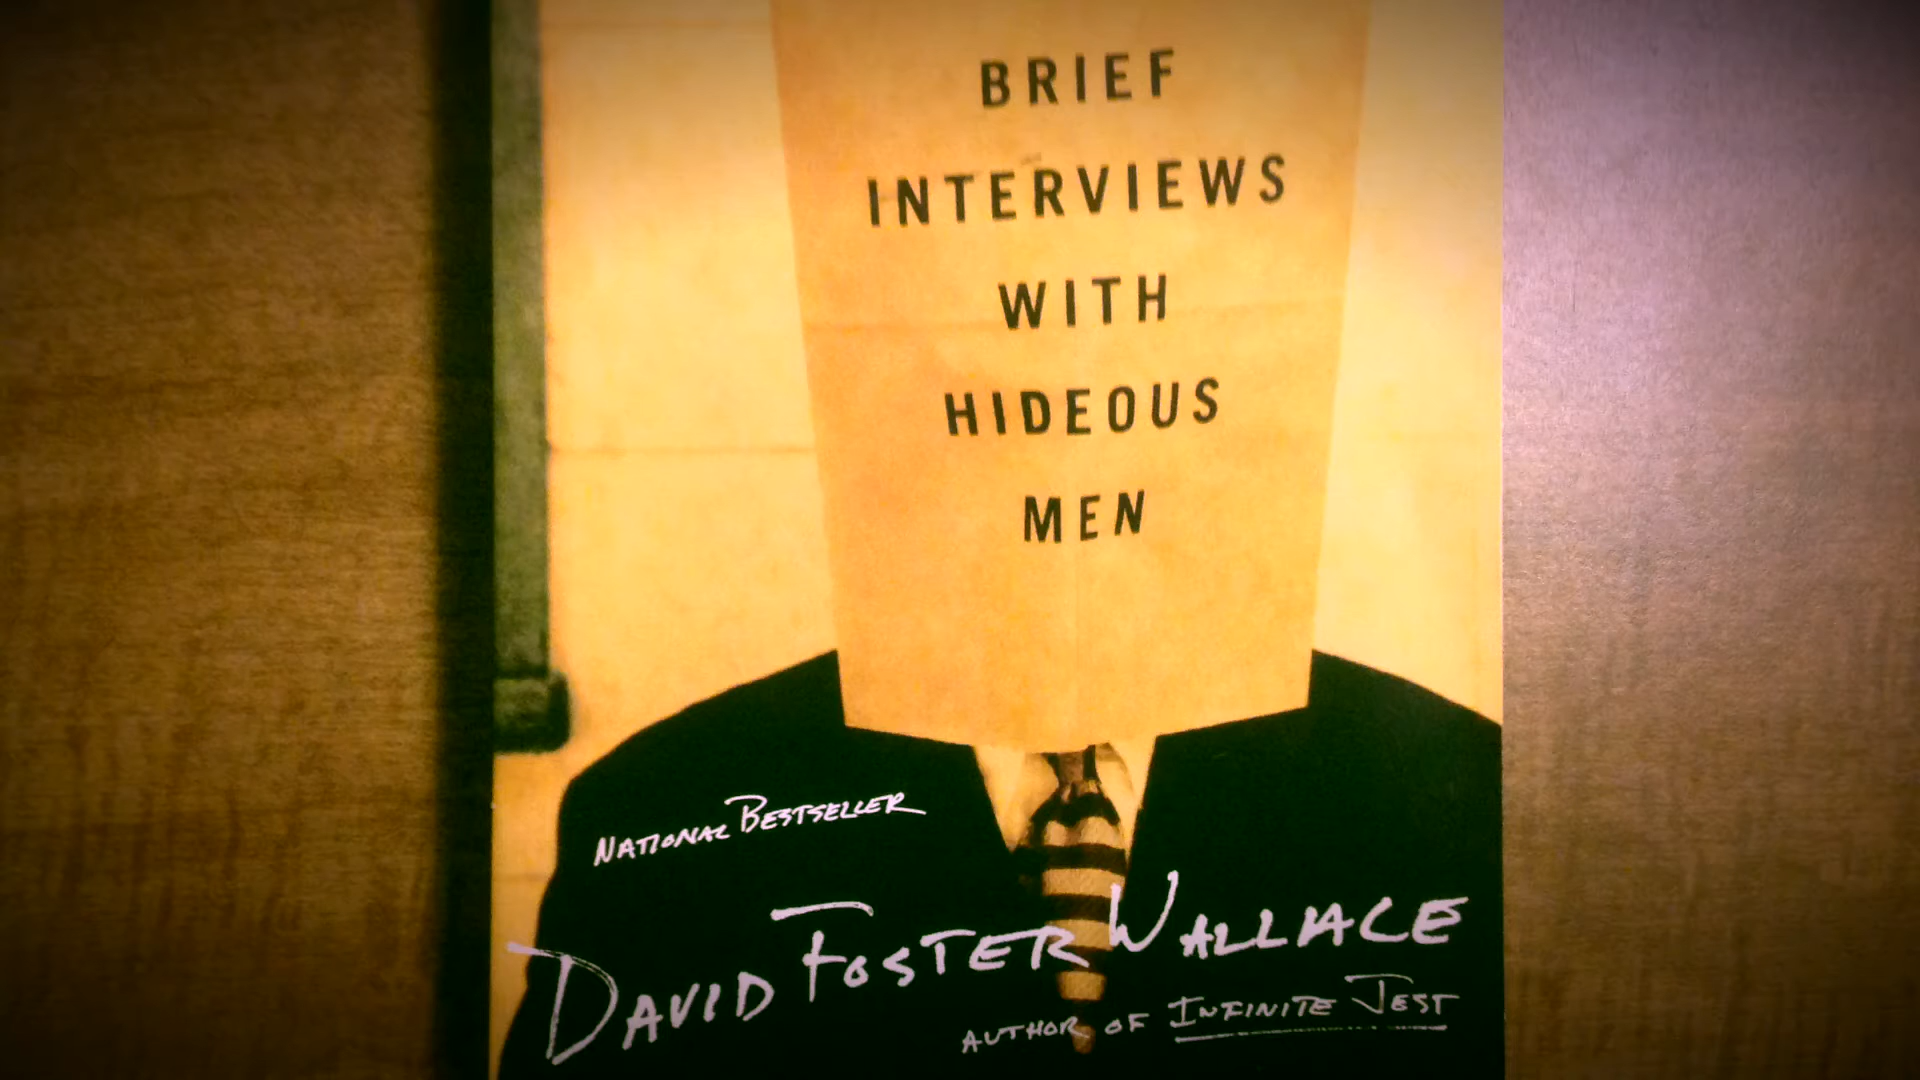 BRIEF
INTERVIEWS
WITH
HIDEOUS
MEN
NATIONAL BESTSELLER
DAVID FOSTER WALLACE
AUTHOR OF INFINITE JEST